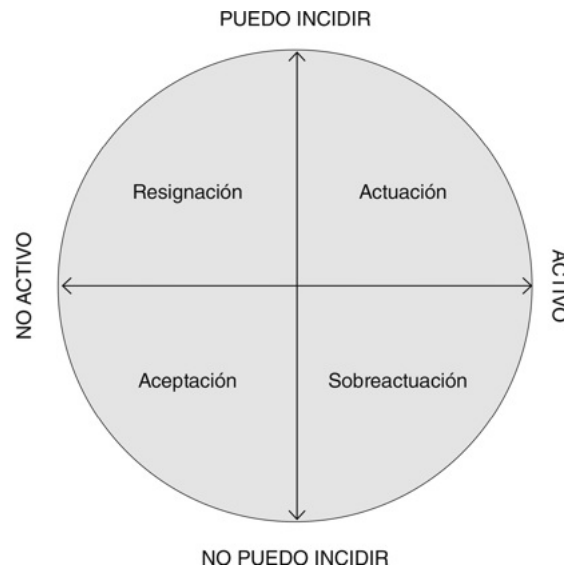 PUEDO INCIDIR
Resignación
Actuación
NO ACTIVO
ACTIVO
Aceptación
Sobreactuación
NO PUEDO INCIDIR